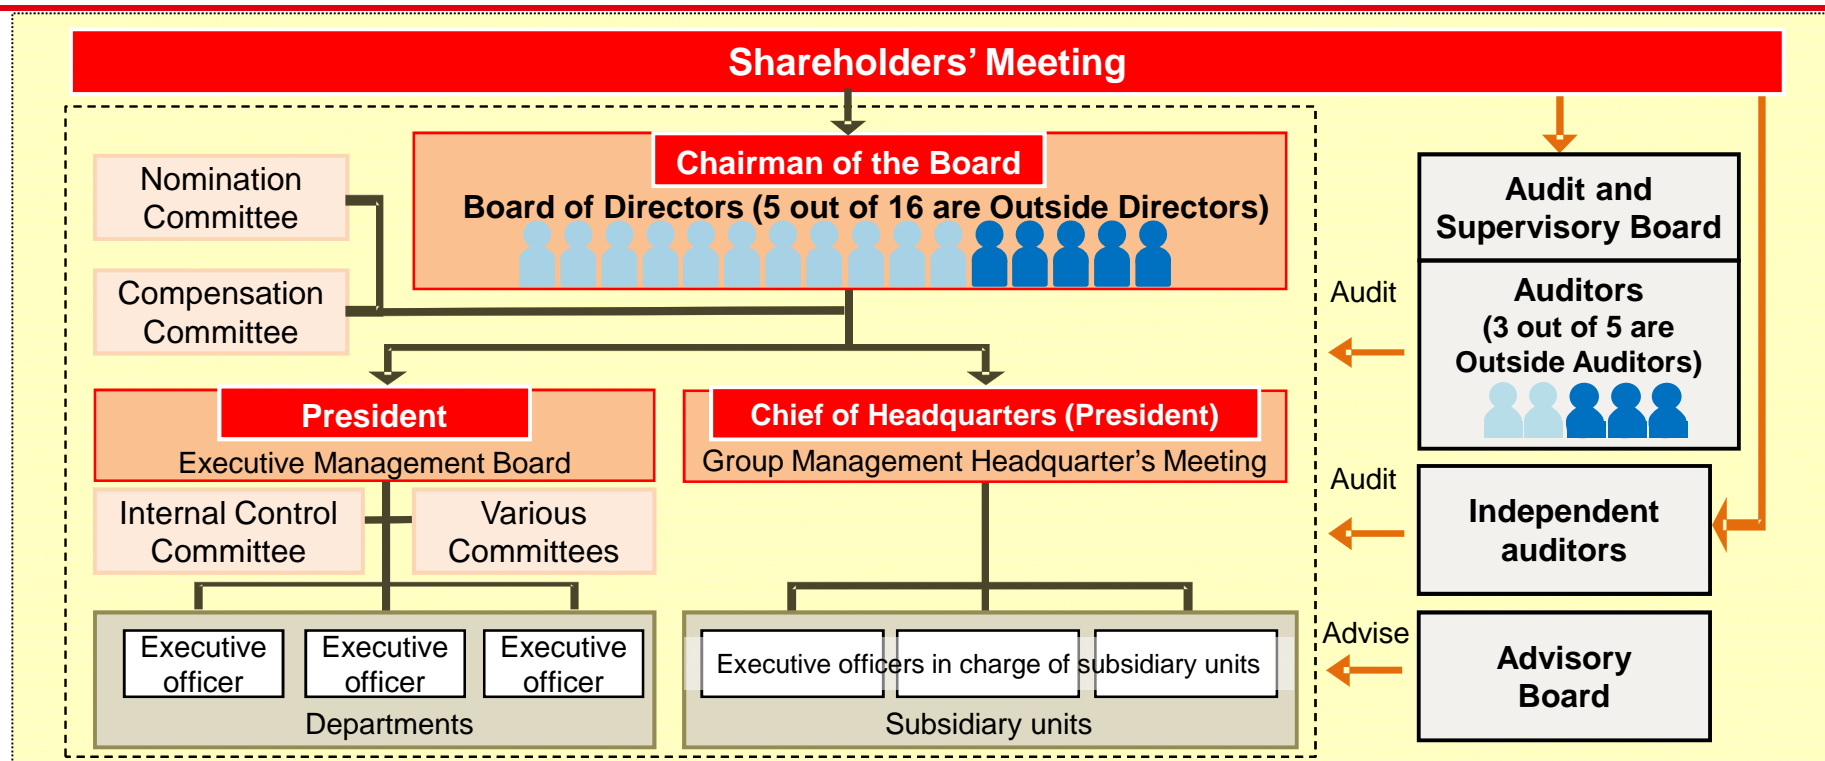 Shareholders’ Meeting
Chairman of the Board
Board of Directors (5 out of 16 are Outside Directors)
Nomination
Committee
Compensation
Committee
President
Executive Management Board
Chief of Headquarters (President)
Group Management Headquarter’s Meeting
Internal Control
Committee
Various
Committees
Executive
officer
Executive
officer
Executive
officer
Departments
Executive officers in charge of subsidiary units
Subsidiary units
Audit
Audit
Advise
Audit and
Supervisory Board
Auditors
(3 out of 5 are
Outside Auditors)
Independent
auditors
Advisory
Board